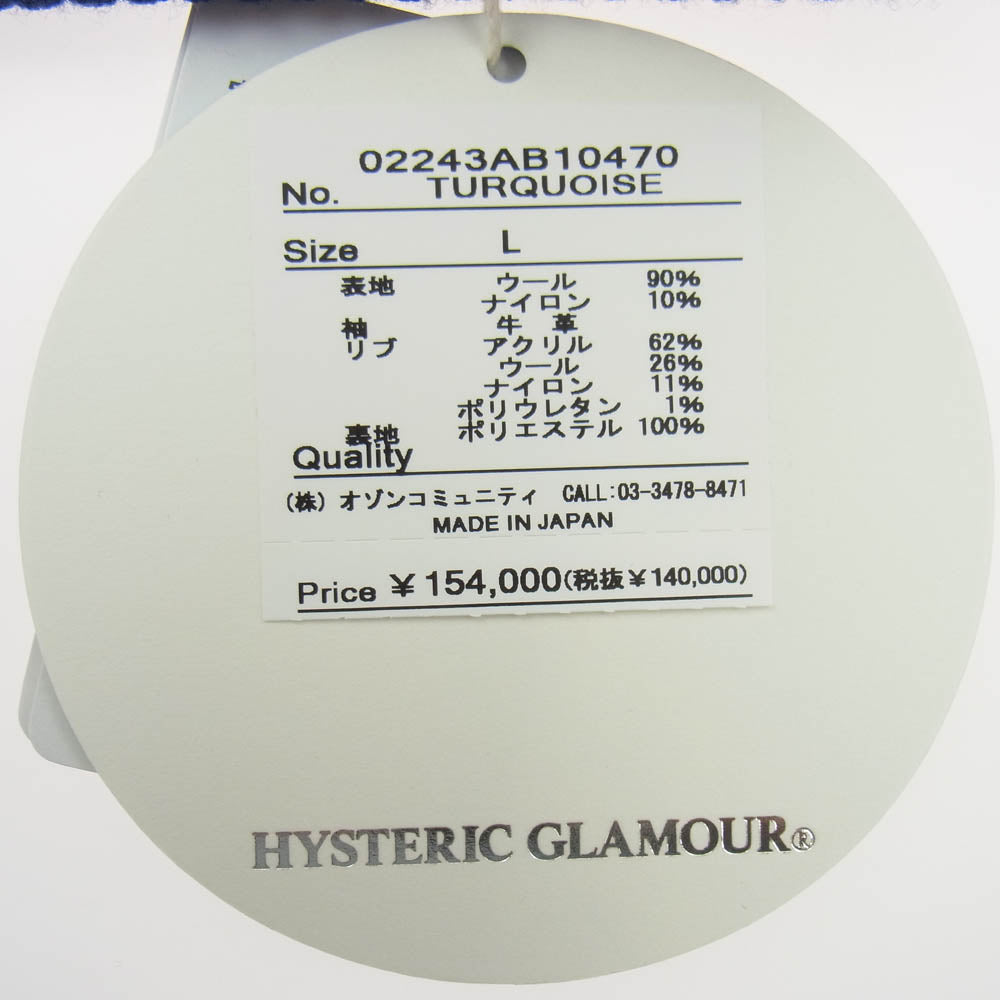 02243AB10470
No. TURQUOISE
Size L
表地 ウール 90%
ナイロン 10%
袖 牛 革
リブ アクリル 62%
ウール 26%
ナイロン 11%
ポリウレタン 1%
裏地 ポリエステル 100%
Quality
(株) オゾンコミュニティ CALL:03-3478-8471
MADE IN JAPAN
Price ¥154,000(税抜¥140,000)
HYSTERIC GLAMOUR®